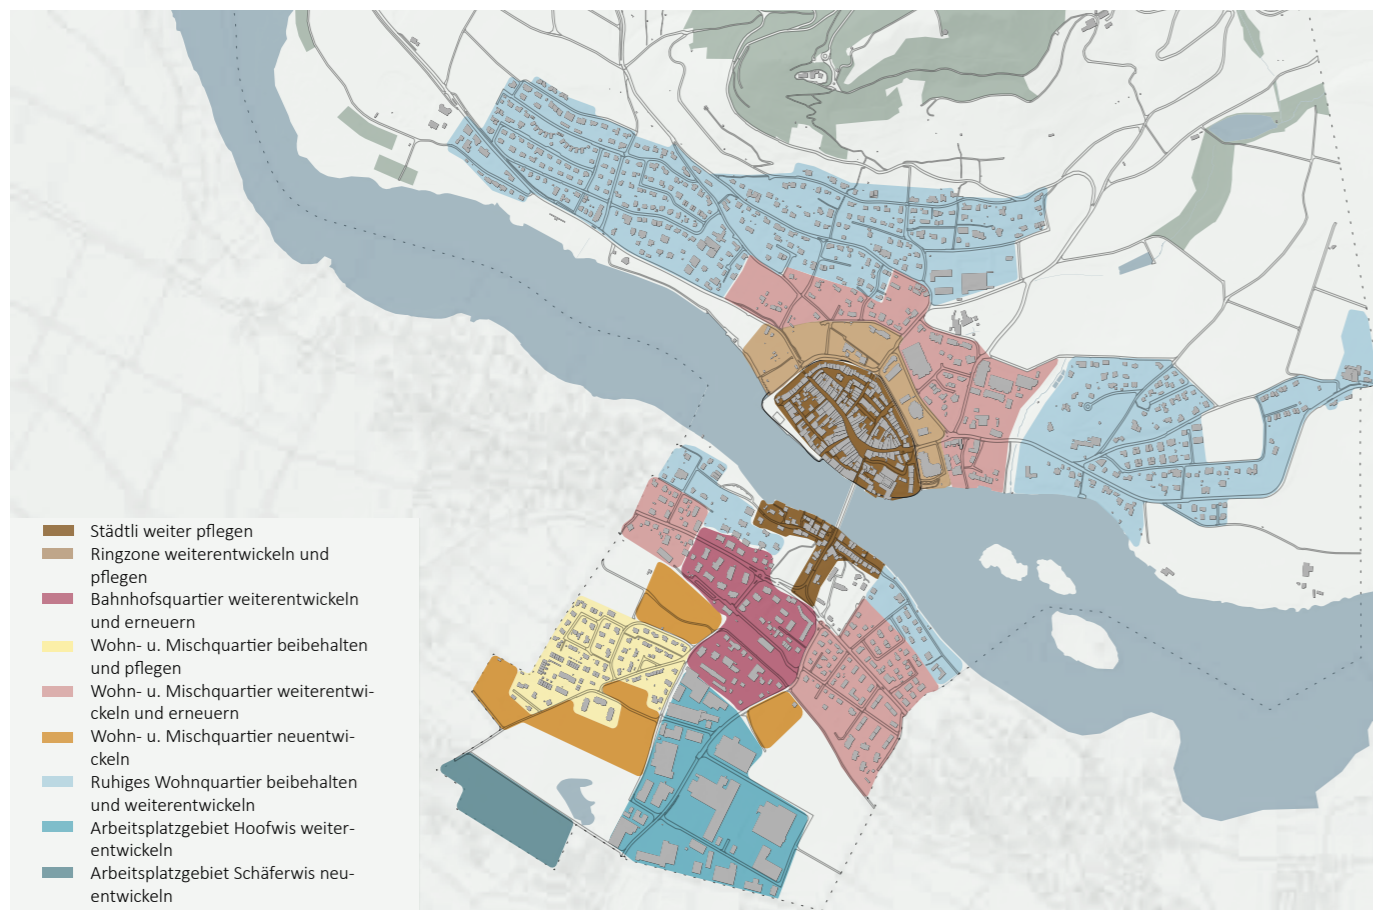 Städtli weiter pflegen
Ringzone weiterentwickeln und
pflegen
Bahnhofsquartier weiterentwickeln
und erneuern
Wohn- u. Mischquartier beibehalten
und pflegen
Wohn- u. Mischquartier weiterentwi-
ckeln und erneuern
Wohn- u. Mischquartier neuentwi-
ckeln
Ruhiges Wohnquartier beibehalten
und weiterentwickeln
Arbeitsplatzgebiet Hoofwis weiter-
entwickeln
Arbeitsplatzgebiet Schäferwis neu-
entwickeln